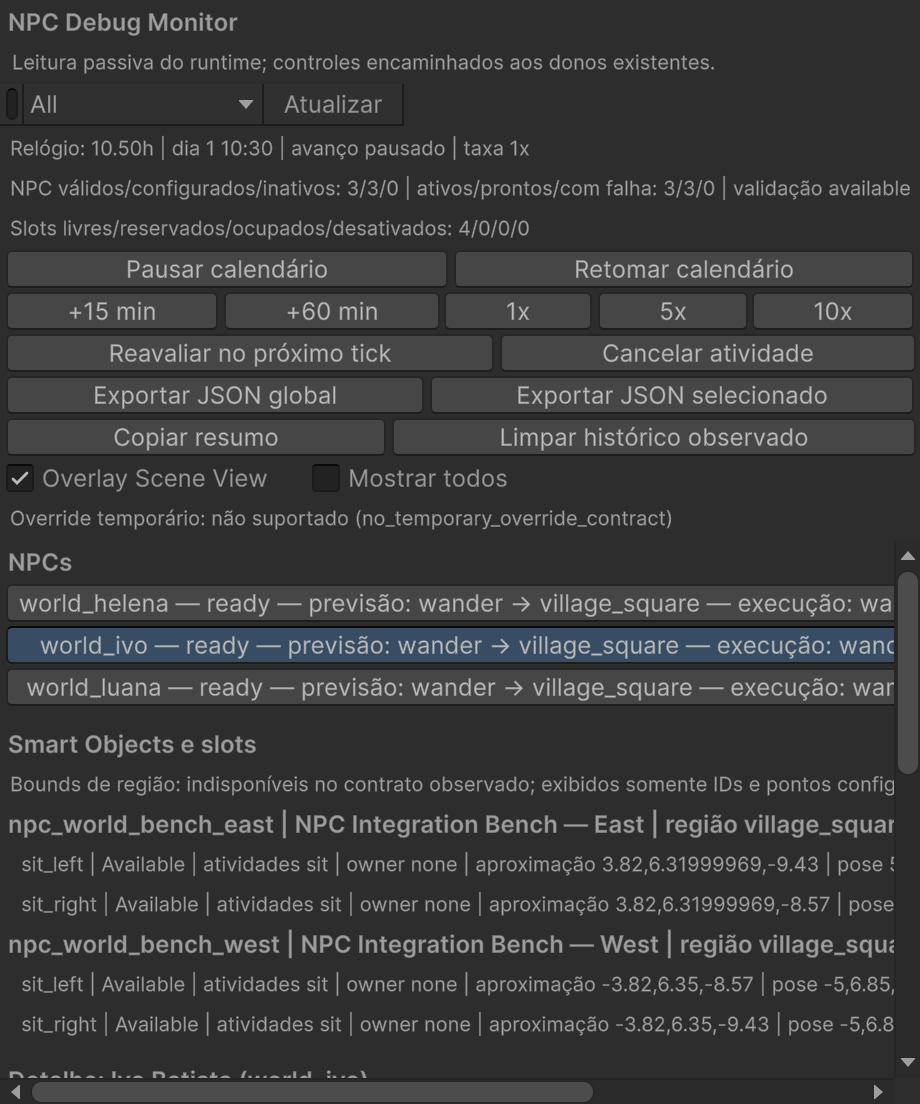 NPC Debug Monitor
Leitura passiva do runtime; controles encaminhados aos donos existentes.
All Atualizar
Relógio: 10.50h | dia 1 10:30 | avanço pausado | taxa 1x
NPC válidos/configurados/inativos: 3/3/0 | ativos/prontos/com falha: 3/3/0 | validação available
Slots livres/reservados/ocupados/desativados: 4/0/0/0
Pausar calendário Retomar calendário
+15 min +60 min 1x 5x 10x
Reavaliar no próximo tick Cancelar atividade
Exportar JSON global Exportar JSON selecionado
Copiar resumo Limpar histórico observado
Overlay Scene View Mostrar todos
Override temporário: não suportado (no_temporary_override_contract)
NPCs
world_helena — ready — previsão: wander → village_square — execução: wa
world_ivo — ready — previsão: wander → village_square — execução: wand
world_luana — ready — previsão: wander → village_square — execução: wan
Smart Objects e slots
Bounds de região: indisponíveis no contrato observado; exibidos somente IDs e pontos config
npc_world_bench_east | NPC Integration Bench — East | região village_squar
sit_left | Available | atividades sit | owner none | aproximação 3.82,6.31999969,-9.43 | pose 5
sit_right | Available | atividades sit | owner none | aproximação 3.82,6.31999969,-8.57 | pose
npc_world_bench_west | NPC Integration Bench — West | região village_squa
sit_left | Available | atividades sit | owner none | aproximação -3.82,6.35,-8.57 | pose -5,6.85,
sit_right | Available | atividades sit | owner none | aproximação -3.82,6.35,-9.43 | pose -5,6.8
Detalhe: Ivo Batista (world_ivo)